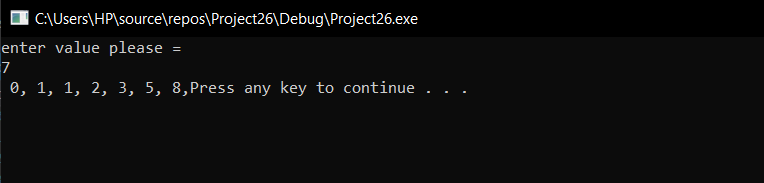 C:\Users\HP\source\repos\Project26\Debug\Project26.exe
enter value please =
7
0, 1, 1, 2, 3, 5, 8,Press any key to continue . . .